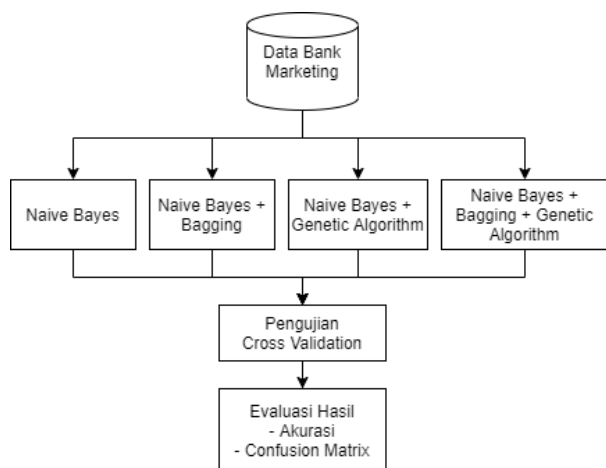 Data Bank
Marketing
Naive Bayes
Naive Bayes +
Bagging
Naive Bayes +
Genetic Algorithm
Naive Bayes +
Bagging + Genetic
Algorithm
Pengujian
Cross Validation
Evaluasi Hasil
- Akurasi
- Confusion Matrix